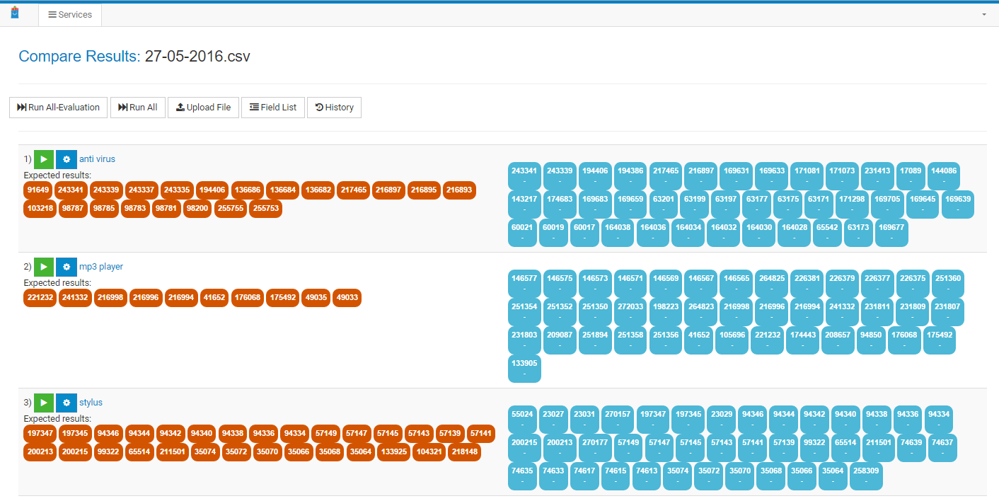 Services
Compare Results: 27-05-2016.csv
Run All-Evaluation Run All Upload File Field List History
1) anti virus
Expected results:
91649 243341 243339 243337 243335 194406 136686 136684 136682 217465 216897 216895 216893
103218 98787 98785 98783 98781 98200 255755 255753
243341 243339 194406 194386 217465 216897 169631 169633 171081 171073 231413 17089 144086
- - - - - - - - - - - - -
143217 174683 169683 169659 63201 63199 63197 63177 63175 63171 171298 169705 169645 169639
- - - - - - - - - - - - - -
60021 60019 60017 164038 164036 164034 164032 164030 164028 65542 63173 169677
- - - - - - - - - - - -
2) mp3 player
Expected results:
221232 241332 216998 216996 216994 41652 176068 175492 49035 49033
146577 146575 146573 146571 146569 146567 146565 264825 226381 226379 226377 226375 251360
- - - - - - - - - - - - -
251354 251352 251350 272033 198223 264823 216998 216996 216994 241332 231811 231809 231807
- - - - - - - - - - - - -
231803 209087 251894 251358 251356 41652 105696 221232 174443 208657 94850 176068 175492
- - - - - - - - - - - - -
133905
-
3) stylus
Expected results:
197347 197345 94346 94344 94342 94340 94338 94336 94334 57149 57147 57145 57143 57139 57141
200213 200215 99322 65514 211501 35074 35072 35070 35066 35068 35064 133925 104321 218148
55024 23027 23031 270157 197347 197345 23029 94346 94344 94342 94340 94338 94336 94334
- - - - - - - - - - - - - -
200215 200213 270177 57149 57147 57145 57143 57141 57139 99322 65514 211501 74639 74637
- - - - - - - - - - - - - -
74635 74633 74617 74615 74613 35074 35072 35070 35068 35066 35064 258309
- - - - - - - - - - - -